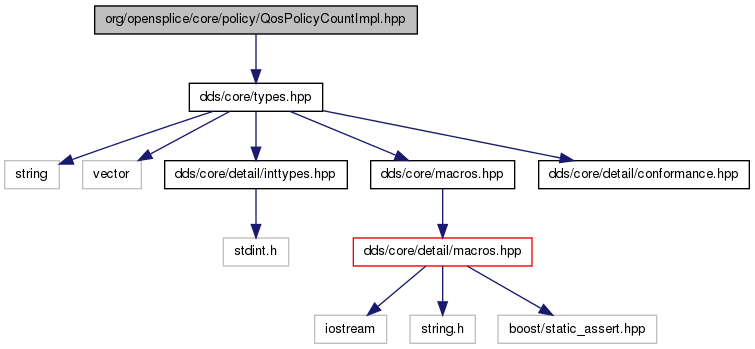 org/opensplice/core/policy/QosPolicyCountImpl.hpp
dds/core/types.hpp
string
vector
dds/core/detail/inttypes.hpp
dds/core/macros.hpp
dds/core/detail/conformance.hpp
stdint.h
dds/core/detail/macros.hpp
iostream
string.h
boost/static_assert.hpp